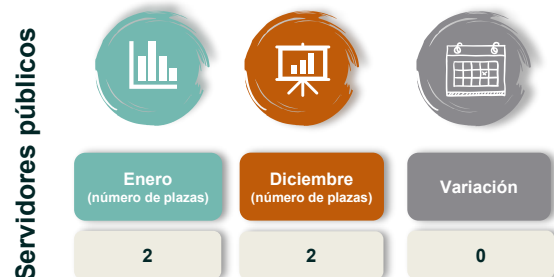 Servidores públicos
Enero
(número de plazas)
Diciembre
(número de plazas)
Variación
2
2
0